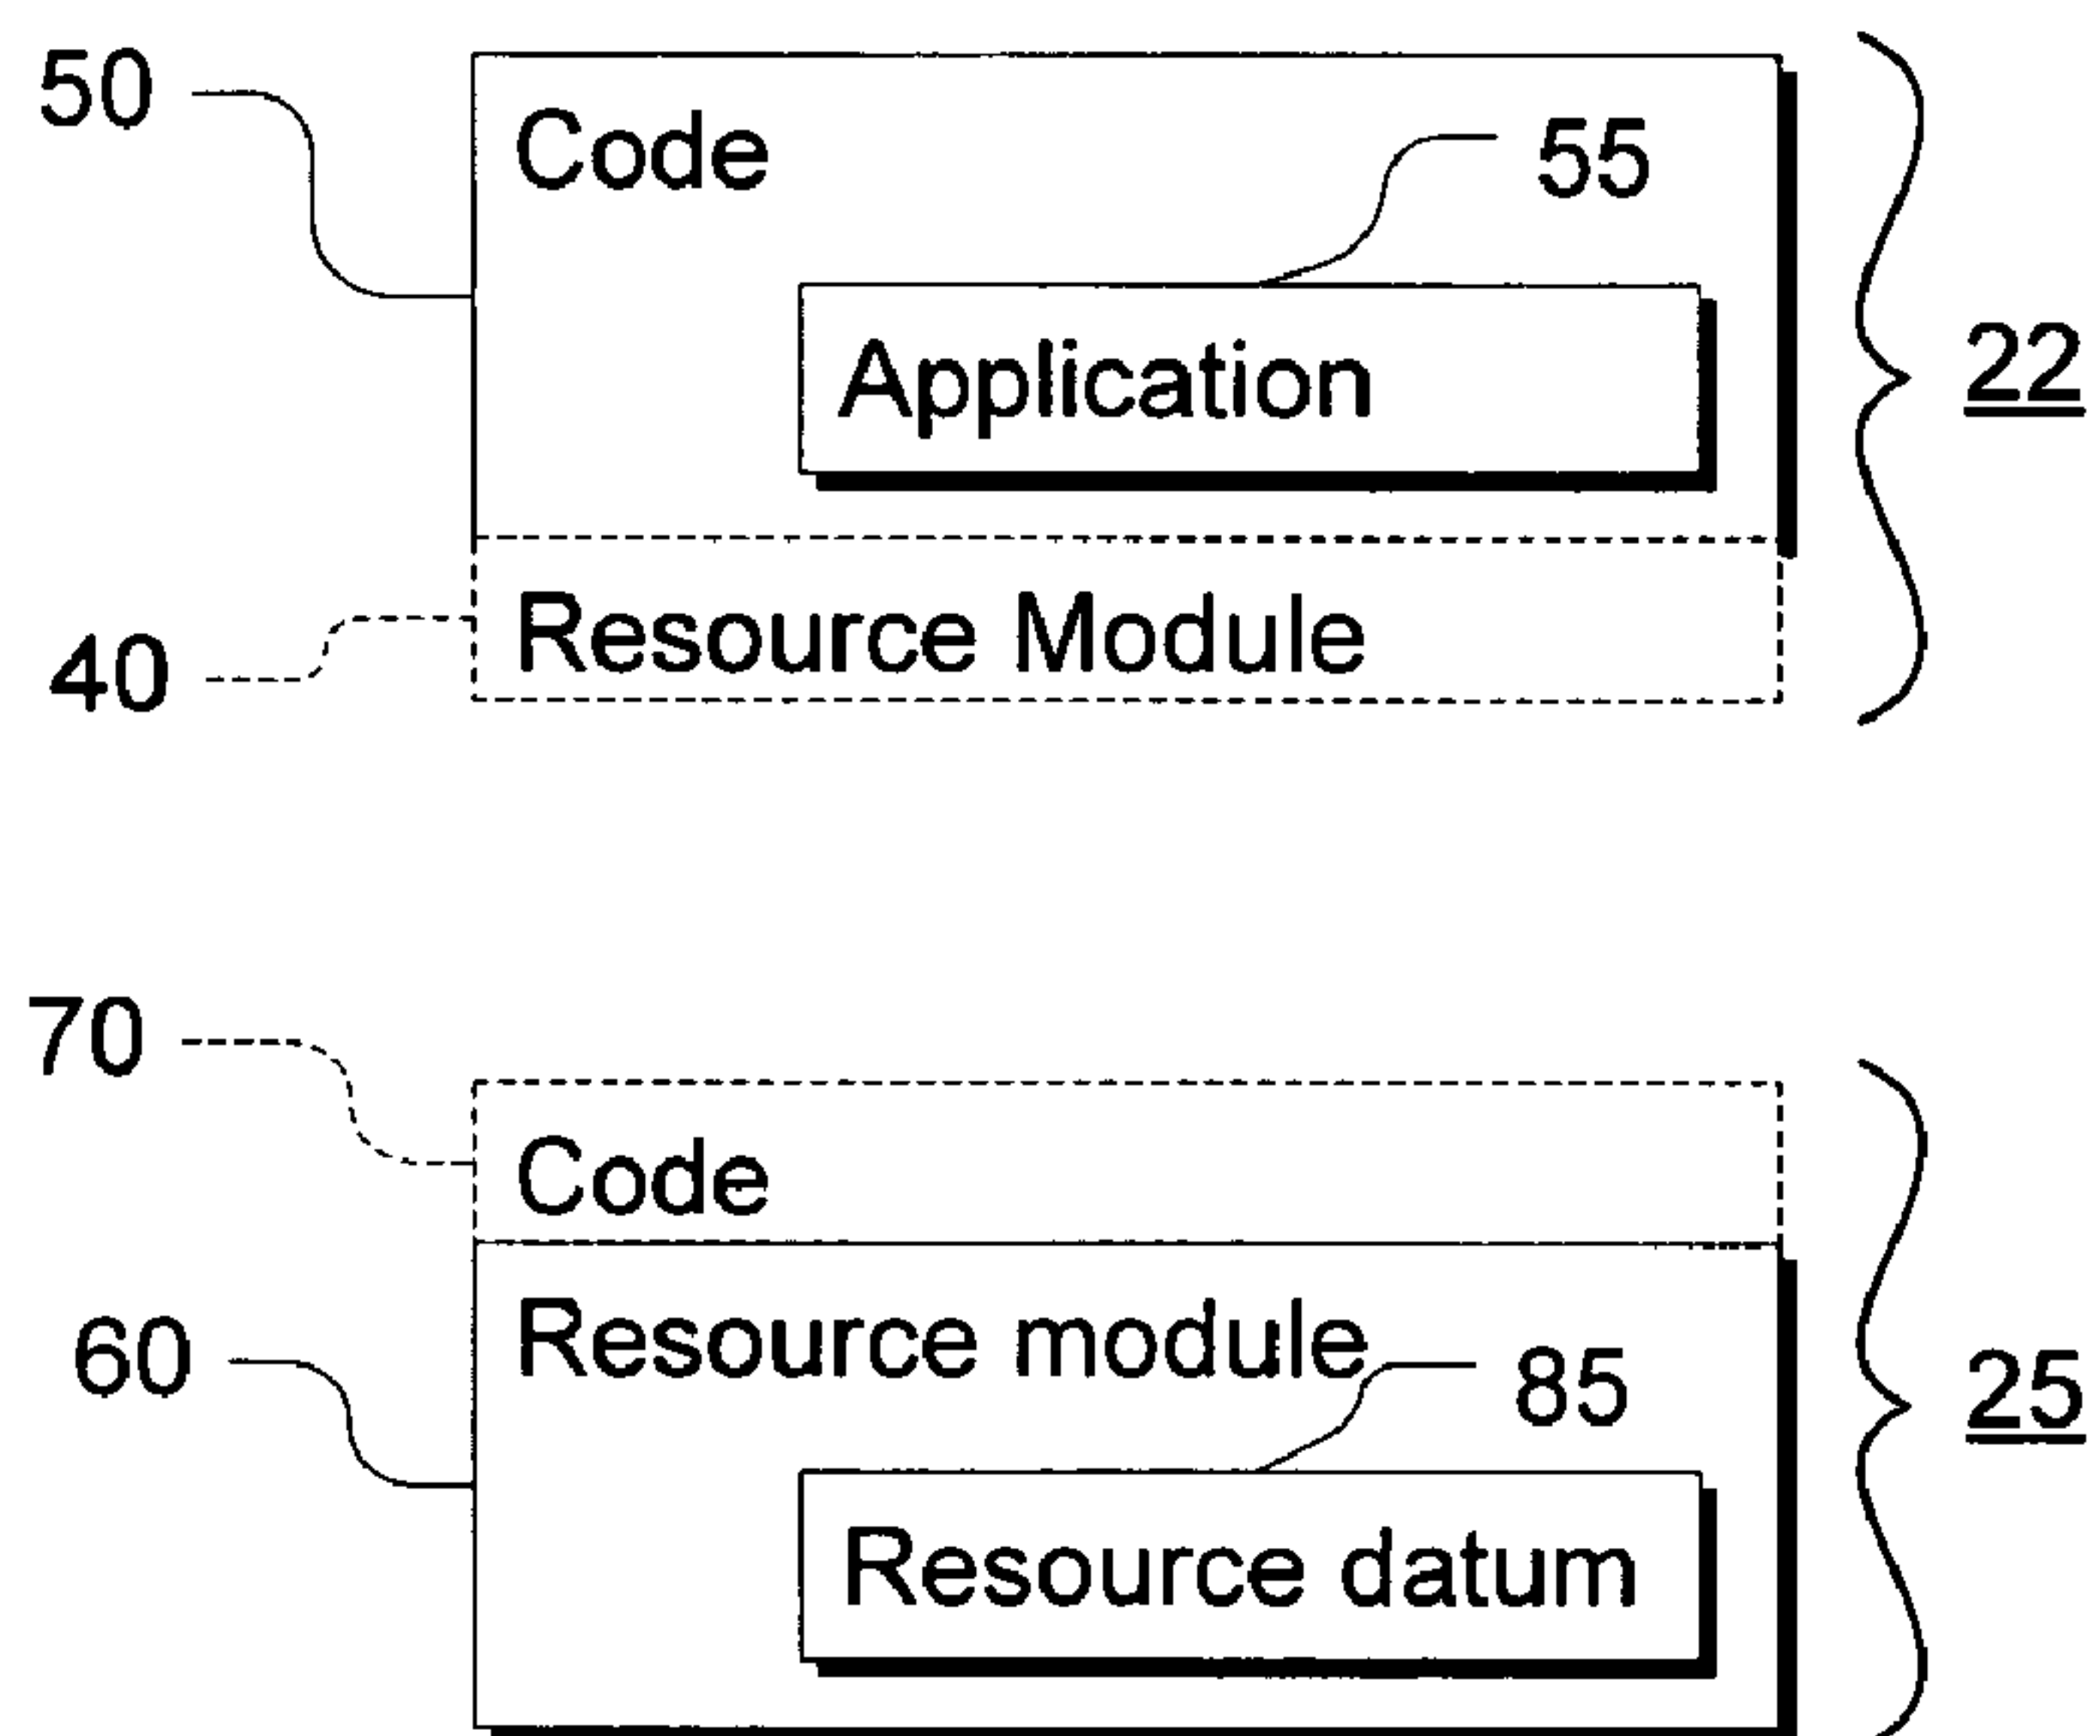 50
Code
55
Application
22
Resource Module
40
70
Code
60
Resource module
85
25
Resource datum